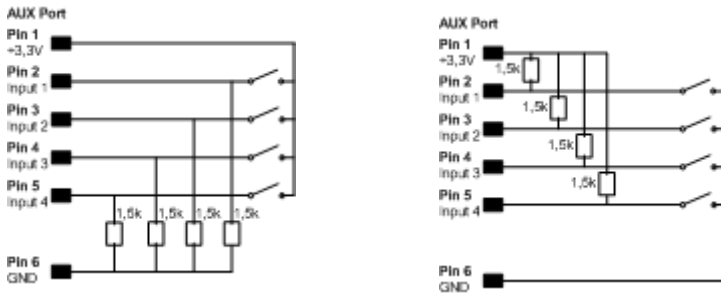 AUX Port
Pin 1
+3,3V
Pin 2
Input 1
Pin 3
Input 2
Pin 4
Input 3
Pin 5
Input 4
1,5k 1,5k 1,5k 1,5k
Pin 6
GND
AUX Port
Pin 1
+3,3V
1,5k
Pin 2
Input 1
1,5k
Pin 3
Input 2
1,5k
Pin 4
Input 3
1,5k
Pin 5
Input 4
Pin 6
GND